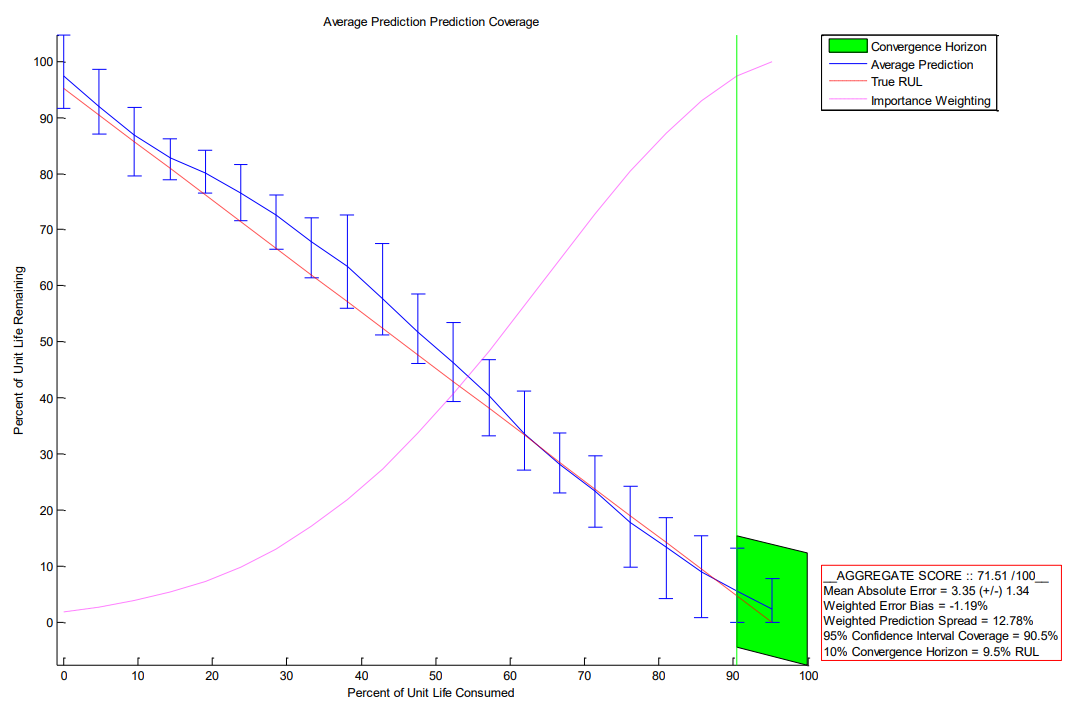 Average Prediction Prediction Coverage
Convergence Horizon
Average Prediction
True RUL
Importance Weighting
100
90
80
70
60
50
40
30
20
10
0
Percent of Unit Life Remaining
0 10 20 30 40 50 60 70 80 90 100
Percent of Unit Life Consumed
__AGGREGATE SCORE :: 71.51 /100__
Mean Absolute Error = 3.35 (+/-) 1.34
Weighted Error Bias = -1.19%
Weighted Prediction Spread = 12.78%
95% Confidence Interval Coverage = 90.5%
10% Convergence Horizon = 9.5% RUL